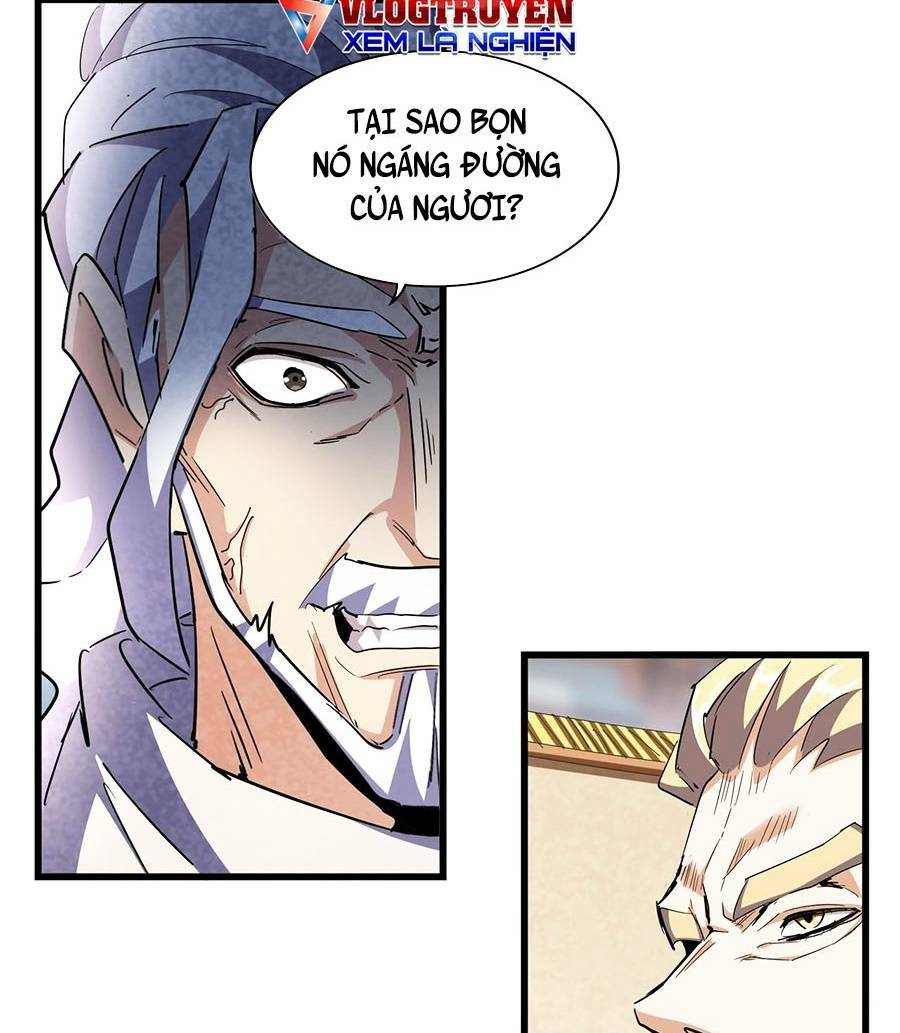 VLOGTRUYEN
XEM LÀ NGHIỆN
TẠI SAO BỌN
NÓ NGÁNG ĐƯỜNG
CỦA NGƯƠI?